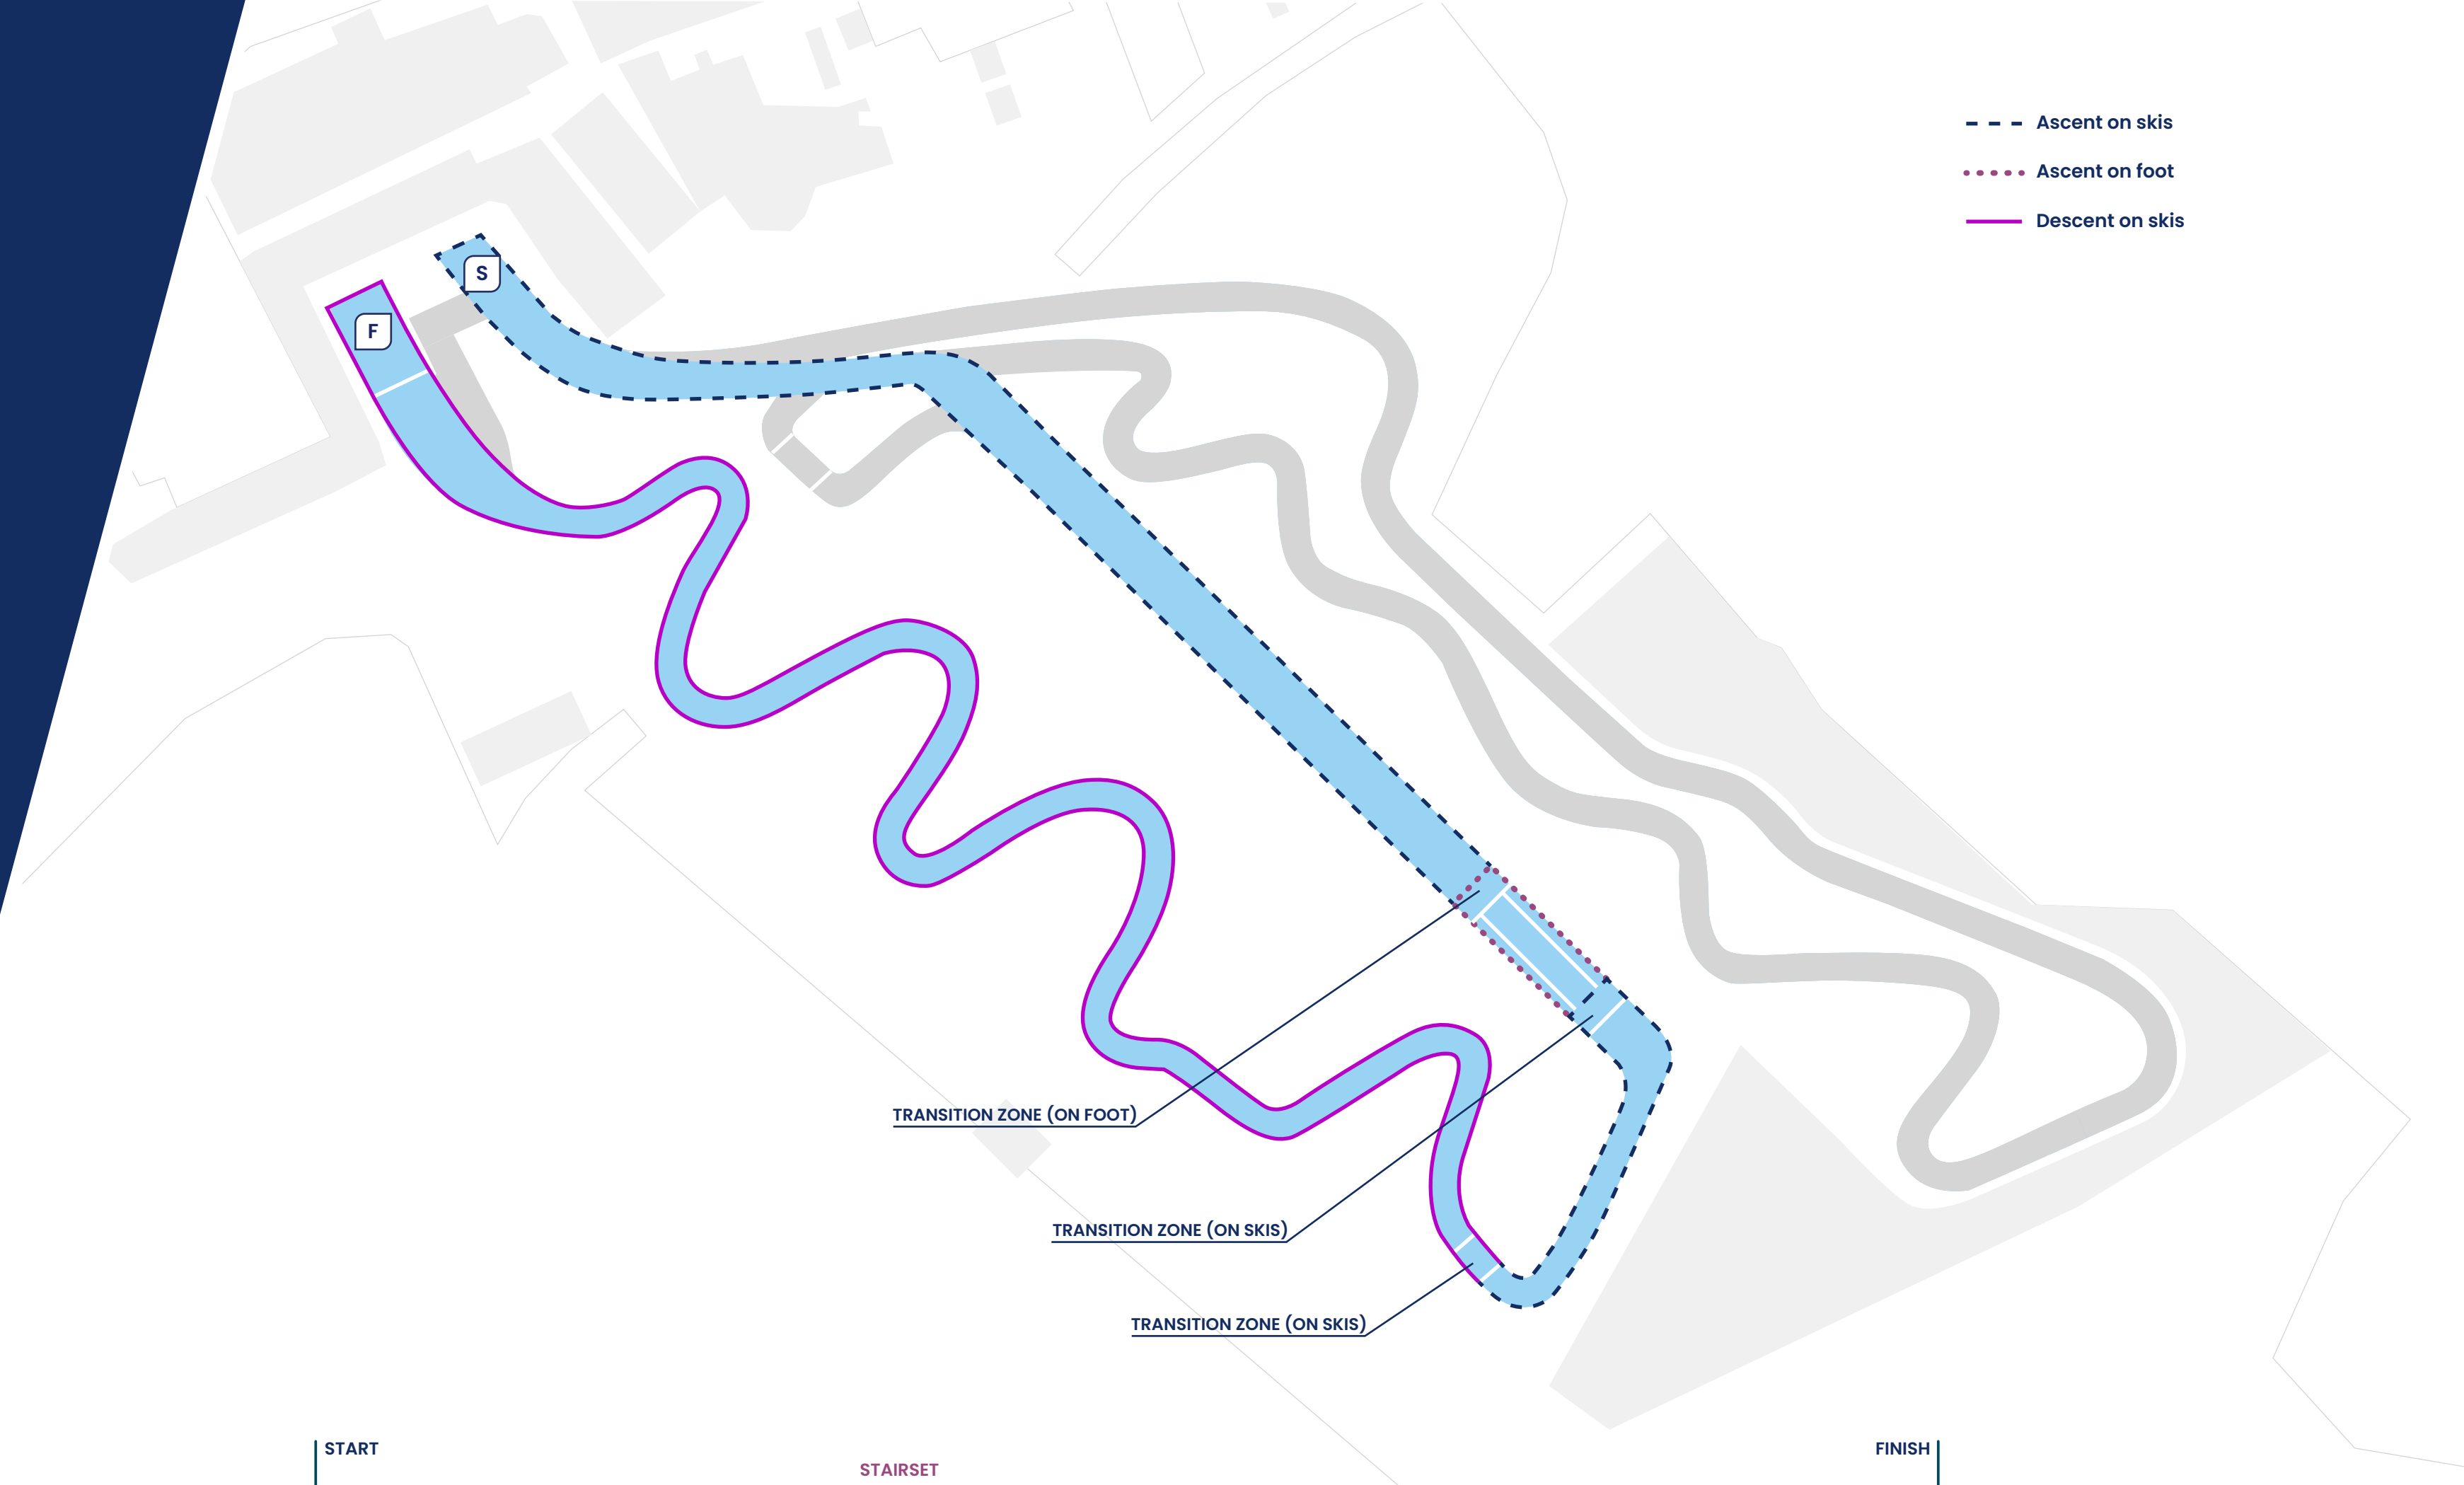 Ascent on skis
Ascent on foot
Descent on skis
S
F
TRANSITION ZONE (ON FOOT)
TRANSITION ZONE (ON SKIS)
TRANSITION ZONE (ON SKIS)
START
FINISH
STAIRSET